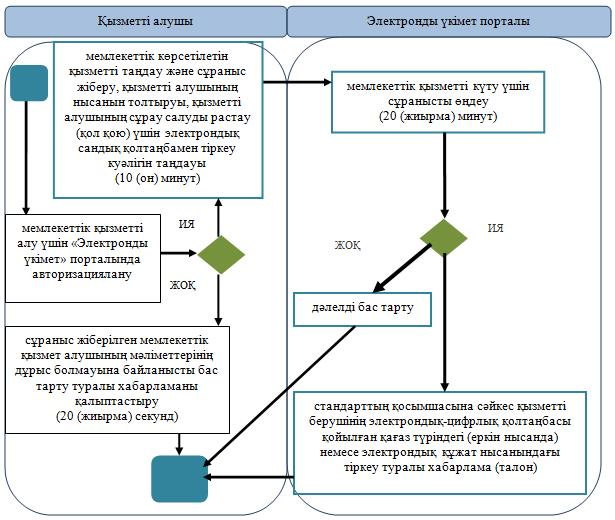 Қызметті алушы
Электронды үкімет порталы
мемлекеттік көрсетілетін
қызметті таңдау және сұраныс
жіберу, қызметті алушының
нысанын толтыруы, қызметті
алушының сұрау салуды растау
(қол қою) үшін электрондық
сандық қолтаңбамен тіркеу
куәлігін таңдауы
(10 (он) минут)
мемлекеттік қызметті күту үшін
сұранысты өңдеу
(20 (жиырма) минут)
мемлекеттік қызметті
алу үшін «Электронды
үкімет» порталында
авторизациялану
ИЯ
ЖОҚ
ЖОҚ
ИЯ
дәлелді бас тарту
сұраныс жіберілген мемлекеттік
қызмет алушының мәліметтерінің
дұрыс болмауына байланысты бас
тарту туралы хабарламаны
қалыптастыру
(20 (жиырма) секунд)
стандарттың қосымшасына сәйкес қызметті
берушінің электрондық-цифрлық қолтаңбасы
қойылған қағаз түріндегі (еркін нысанда)
немесе электрондық құжат нысанындағы
тіркеу туралы хабарлама (талон)